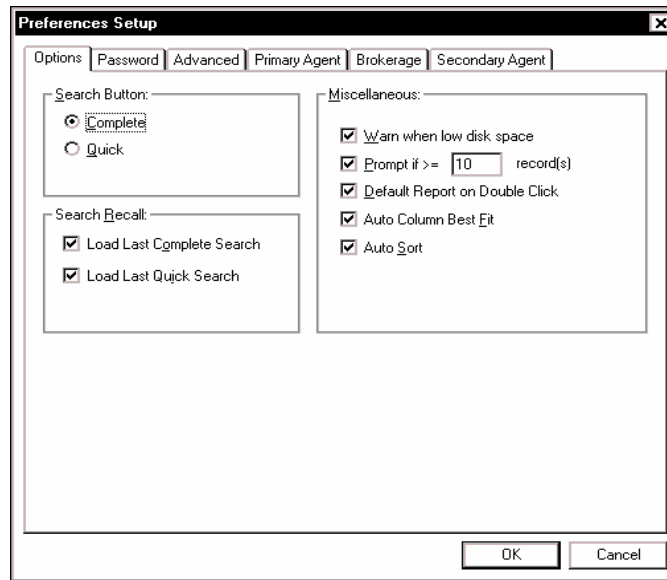 Preferences Setup
Options Password Advanced Primary Agent Brokerage Secondary Agent
Search Button:
Complete
Quick
Search Recall:
Load Last Complete Search
Load Last Quick Search
Miscellaneous:
Warn when low disk space
Prompt if >= 10 record(s)
Default Report on Double Click
Auto Column Best Fit
Auto Sort
OK Cancel